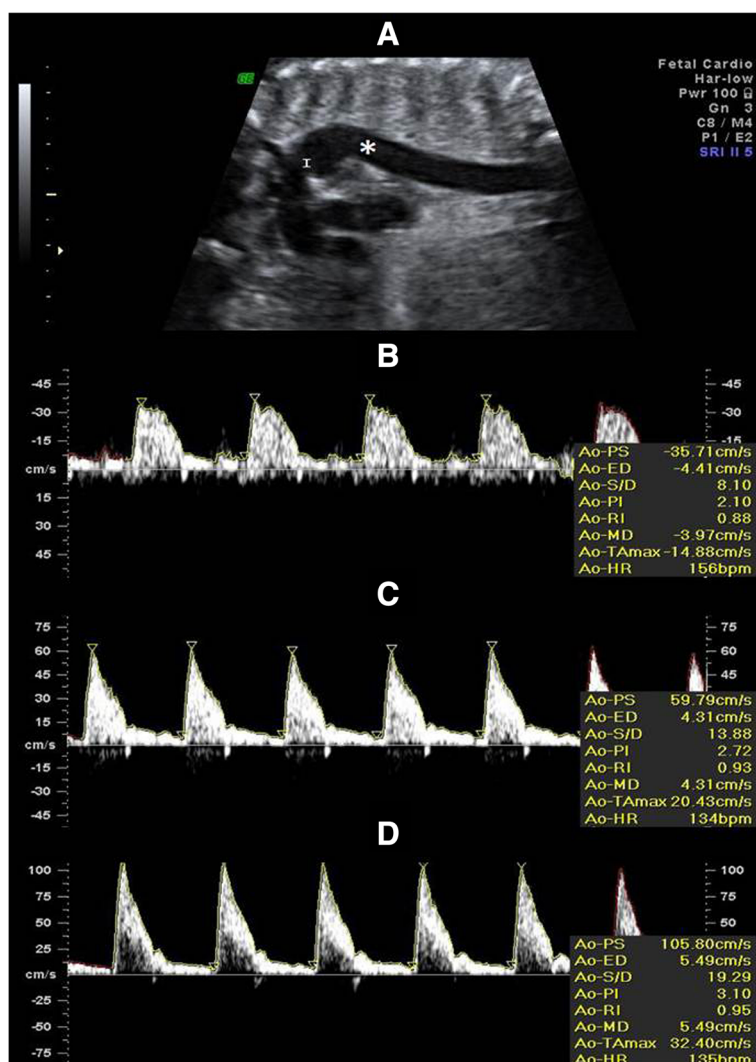 A
GE
Fetal Cardio
Har-low
Pwr 100
Gn 3
C8 / M4
P1 / E2
SRI II 5
*
I
B
-45
-30
-15
cm/s
15
30
45
-45
-30
-15
Ao-PS -35.71cm/s
Ao-ED -4.41cm/s
Ao-S/D 8.10
Ao-PI 2.10
Ao-RI 0.88
Ao-MD -3.97cm/s
Ao-TAmax -14.88cm/s
Ao-HR 156bpm
C
75
60
45
30
15
cm/s
-15
-30
-45
75
60
45
30
Ao-PS 59.79cm/s
Ao-ED 4.31cm/s
Ao-S/D 13.88
Ao-PI 2.72
Ao-RI 0.93
Ao-MD 4.31cm/s
Ao-TAmax 20.43cm/s
Ao-HR 134bpm
D
100
75
50
25
cm/s
-25
-50
-75
100
75
50
Ao-PS 105.80cm/s
Ao-ED 5.49cm/s
Ao-S/D 19.29
Ao-PI 3.10
Ao-RI 0.95
Ao-MD 5.49cm/s
Ao-TAmax 32.40cm/s
Ao-HR 135bpm